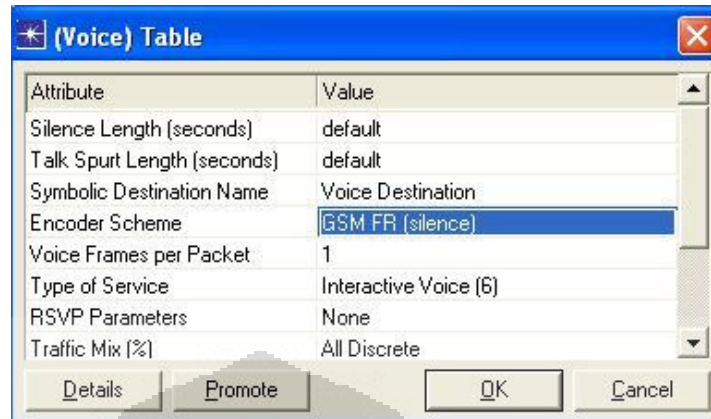 (Voice) Table
Attribute Value
Silence Length (seconds) default
Talk Spurt Length (seconds) default
Symbolic Destination Name Voice Destination
Encoder Scheme GSM FR (silence)
Voice Frames per Packet 1
Type of Service Interactive Voice (6)
RSVP Parameters None
Traffic Mix (%) All Discrete
Details Promote OK Cancel